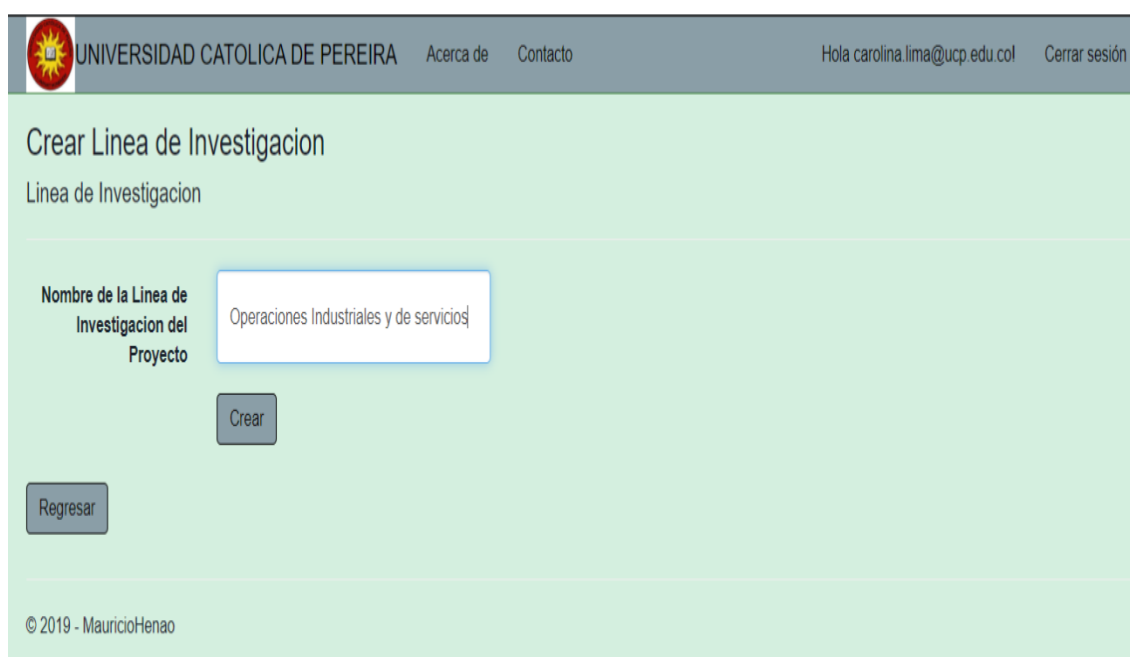 UNIVERSIDAD CATOLICA DE PEREIRA Acerca de Contacto Hola carolina.lima@ucp.edu.co! Cerrar sesión
Crear Linea de Investigacion
Linea de Investigacion
Nombre de la Linea de
Investigacion del
Proyecto
Operaciones Industriales y de servicios
Crear
Regresar
© 2019 - MauricioHenao